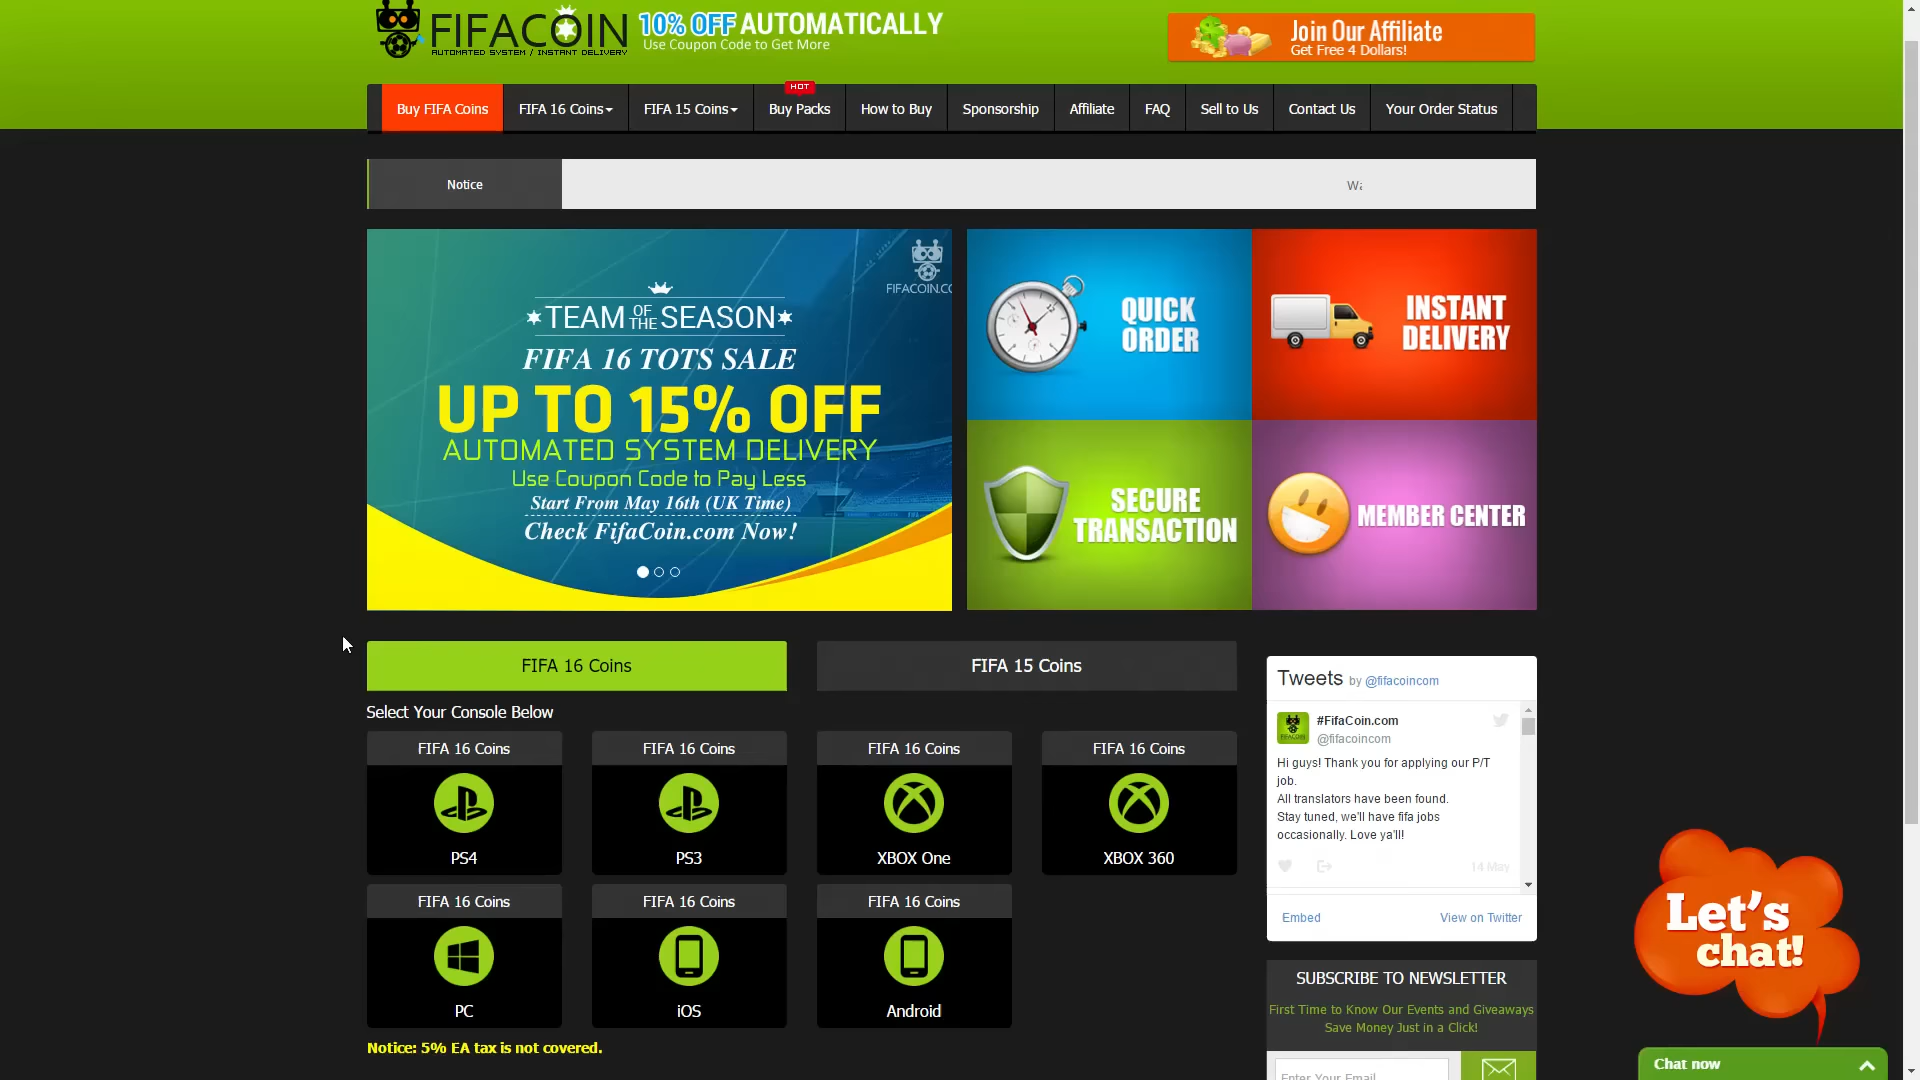 FIFACOIN
AUTOMATED SYSTEM / INSTANT DELIVERY
10% OFF AUTOMATICALLY
Use Coupon Code to Get More
Join Our Affiliate
Get Free 4 Dollars!
HOT
Buy FIFA Coins FIFA 16 Coins FIFA 15 Coins Buy Packs How to Buy Sponsorship Affiliate FAQ Sell to Us Contact Us Your Order Status
Notice
FIFACOIN.CO
TEAM OF THE SEASON
FIFA 16 TOTS SALE
UP TO 15% OFF
AUTOMATED SYSTEM DELIVERY
Use Coupon Code to Pay Less
Start From May 16th (UK Time)
Check FifaCoin.com Now!
QUICK
ORDER
INSTANT
DELIVERY
SECURE
TRANSACTION
MEMBER CENTER
FIFA 16 Coins
FIFA 15 Coins
Select Your Console Below
FIFA 16 Coins FIFA 16 Coins FIFA 16 Coins FIFA 16 Coins
PS4 PS3 XBOX One XBOX 360
FIFA 16 Coins FIFA 16 Coins FIFA 16 Coins
PC iOS Android
Notice: 5% EA tax is not covered.
Tweets by @fifacoincom
#FifaCoin.com
@fifacoincom
Hi guys! Thank you for applying our P/T
job.
All translators have been found.
Stay tuned, we'll have fifa jobs
occasionally. Love ya'll!
14 May
Embed View on Twitter
SUBSCRIBE TO NEWSLETTER
First Time to Know Our Events and Giveaways
Save Money Just in a Click!
Enter Your Email
Let's
chat!
Chat now